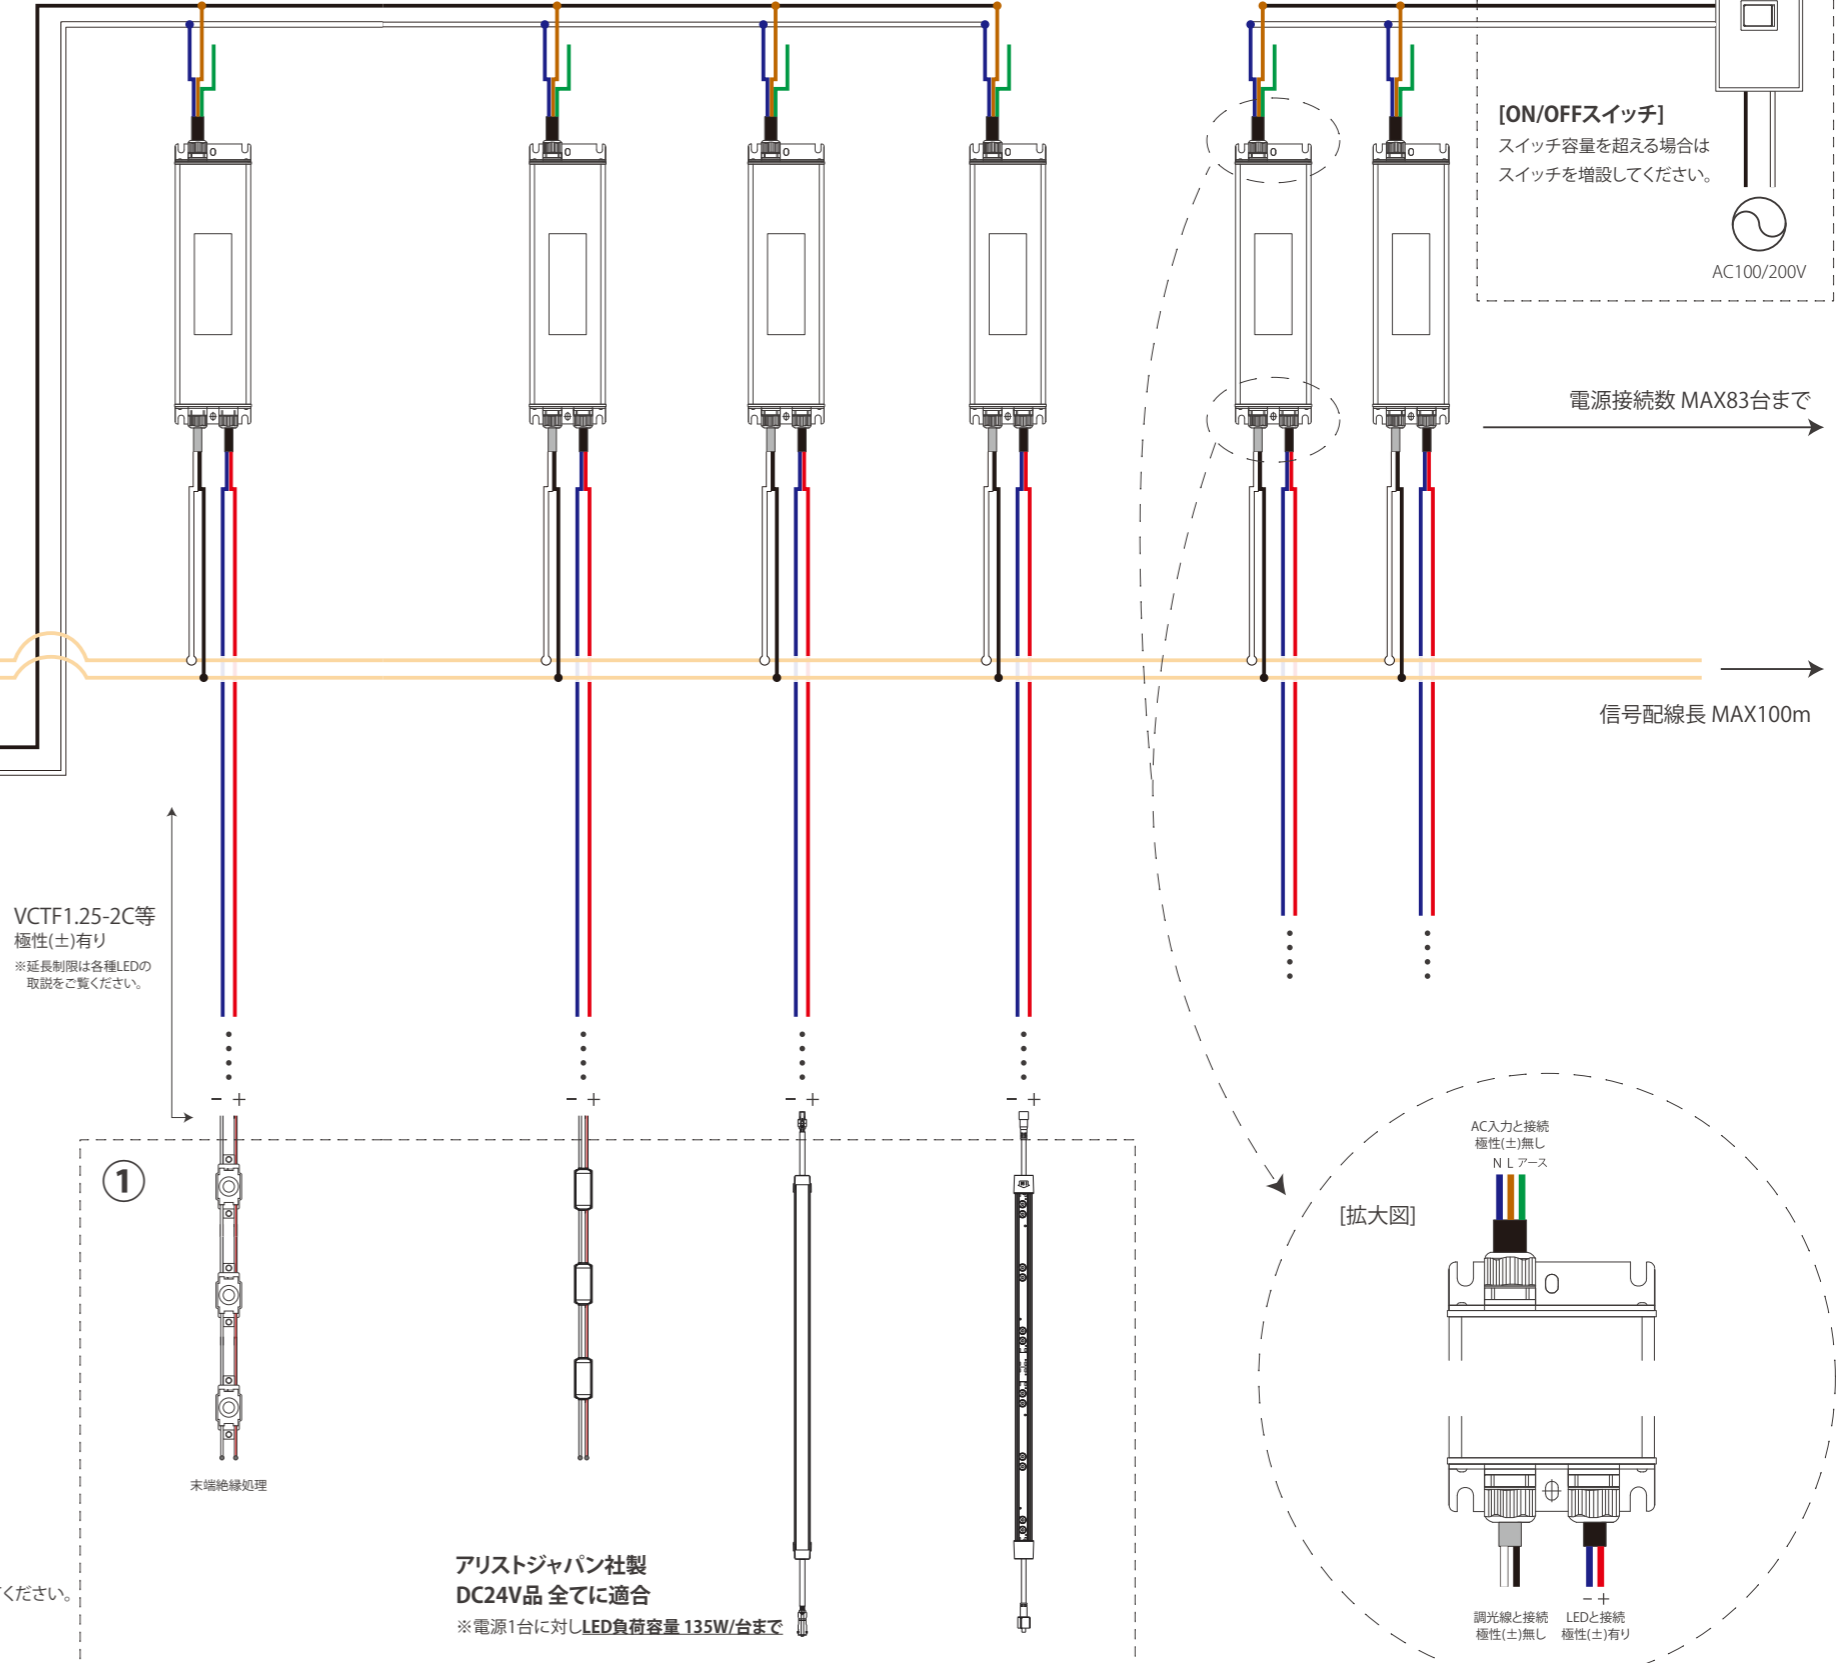 [ON/OFFスイッチ]
スイッチ容量を超える場合は
スイッチを増設してください。
AC100/200V
電源接続数 MAX83台まで
信号配線長 MAX100m
VCTF1.25-2C等
極性(±)有り
※延長制限は各種LEDの
取説をご覧ください。
− +
− +
− +
− +
①
末端絶縁処理
アリストジャパン社製
DC24V品 全てに適合
※電源1台に対しLED負荷容量 135W/台まで
ください。
[拡大図]
AC入力と接続
極性(±)無し
N L アース
− +
調光線と接続
極性(±)無し
LEDと接続
極性(±)有り